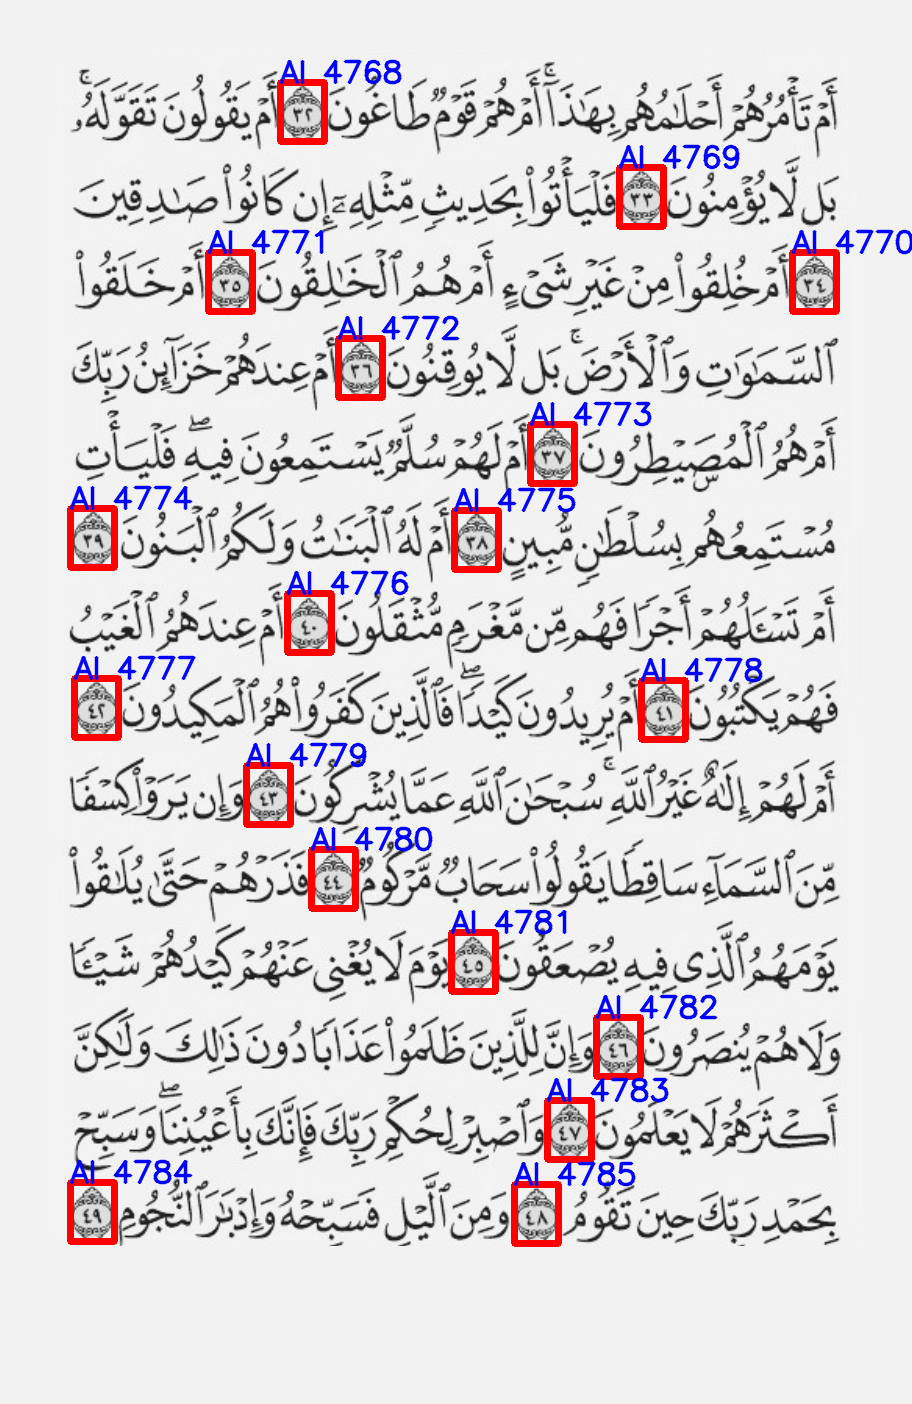 AI 4768
أَمْ تَأْمُرُهُمْ أَحْلَٰمُهُم بِهَٰذَآ ۚ أَمْ هُمْ قَوْمٌ طَاغُونَ ٣٢ أَمْ يَقُولُونَ تَقَوَّلَهُۥ ۚ
AI 4769
بَل لَّا يُؤْمِنُونَ ٣٣ فَلْيَأْتُوا۟ بِحَدِيثٍ مِّثْلِهِۦٓ إِن كَانُوا۟ صَٰدِقِينَ
AI 4770 AI 4771
٣٤ أَمْ خُلِقُوا۟ مِنْ غَيْرِ شَىْءٍ أَمْ هُمُ ٱلْخَٰلِقُونَ ٣٥ أَمْ خَلَقُوا۟
AI 4772
ٱلسَّمَٰوَٰتِ وَٱلْأَرْضَ ۚ بَل لَّا يُوقِنُونَ ٣٦ أَمْ عِندَهُمْ خَزَآئِنُ رَبِّكَ
AI 4773
أَمْ هُمُ ٱلْمُصَۣيْطِرُونَ ٣٧ أَمْ لَهُمْ سُلَّمٌ يَسْتَمِعُونَ فِيهِ ۖ فَلْيَأْتِ
AI 4775 AI 4774
مُسْتَمِعُهُم بِسُلْطَٰنٍ مُّبِينٍ ٣٨ أَمْ لَهُ ٱلْبَنَٰتُ وَلَكُمُ ٱلْبَنُونَ ٣٩
AI 4776
أَمْ تَسْـَٔلُهُمْ أَجْرًا فَهُم مِّن مَّغْرَمٍ مُّثْقَلُونَ ٤٠ أَمْ عِندَهُمُ ٱلْغَيْبُ
AI 4778 AI 4777
فَهُمْ يَكْتُبُونَ ٤١ أَمْ يُرِيدُونَ كَيْدًا ۖ فَٱلَّذِينَ كَفَرُوا۟ هُمُ ٱلْمَكِيدُونَ ٤٢
AI 4779
أَمْ لَهُمْ إِلَٰهٌ غَيْرُ ٱللَّهِ ۚ سُبْحَٰنَ ٱللَّهِ عَمَّا يُشْرِكُونَ ٤٣ وَإِن يَرَوْا۟ كِسْفًا
AI 4780
مِّنَ ٱلسَّمَآءِ سَاقِطًا يَقُولُوا۟ سَحَابٌ مَّرْكُومٌ ٤٤ فَذَرْهُمْ حَتَّىٰ يُلَٰقُوا۟
AI 4781
يَوْمَهُمُ ٱلَّذِى فِيهِ يُصْعَقُونَ ٤٥ يَوْمَ لَا يُغْنِى عَنْهُمْ كَيْدُهُمْ شَيْـًٔا
AI 4782
وَلَا هُمْ يُنصَرُونَ ٤٦ وَإِنَّ لِلَّذِينَ ظَلَمُوا۟ عَذَابًا دُونَ ذَٰلِكَ وَلَٰكِنَّ
AI 4783
أَكْثَرَهُمْ لَا يَعْلَمُونَ ٤٧ وَٱصْبِرْ لِحُكْمِ رَبِّكَ فَإِنَّكَ بِأَعْيُنِنَا ۖ وَسَبِّحْ
AI 4785 AI 4784
بِحَمْدِ رَبِّكَ حِينَ تَقُومُ ٤٨ وَمِنَ ٱلَّيْلِ فَسَبِّحْهُ وَإِدْبَٰرَ ٱلنُّجُومِ ٤٩